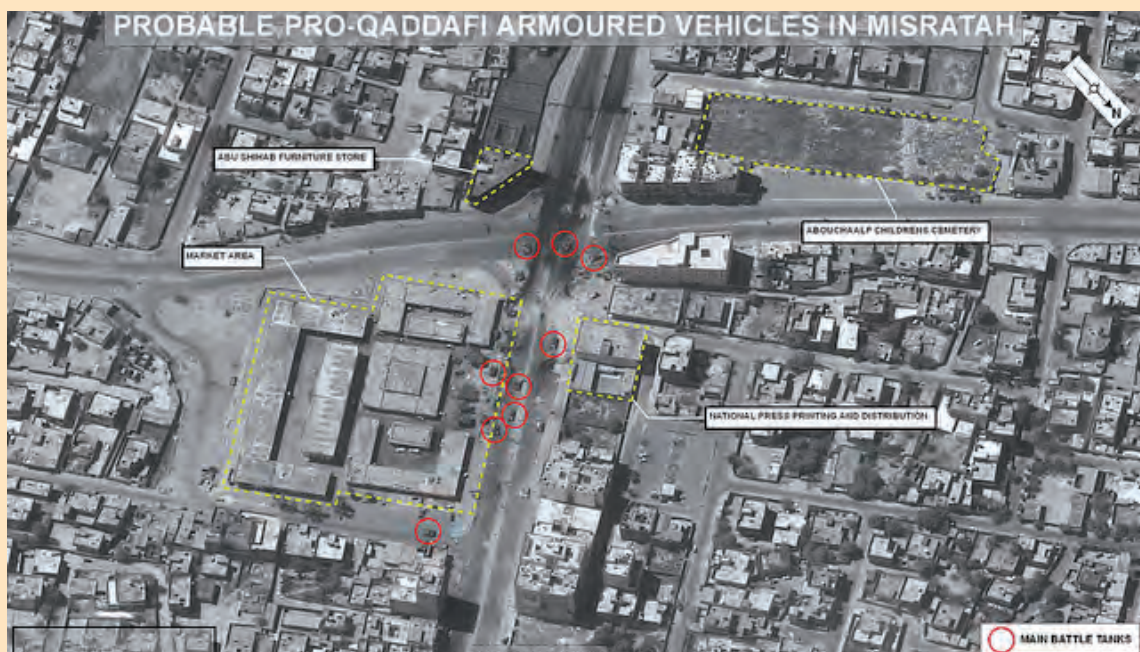 PROBABLE PRO-QADDAFI ARMOURED VEHICLES IN MISRATAH
N
ABU SHIHAB FURNITURE STORE
ABOUCHAALP CHILDRENS CEMETERY
MARKET AREA
NATIONAL PRESS PRINTING AND DISTRIBUTION
MAIN BATTLE TANKS